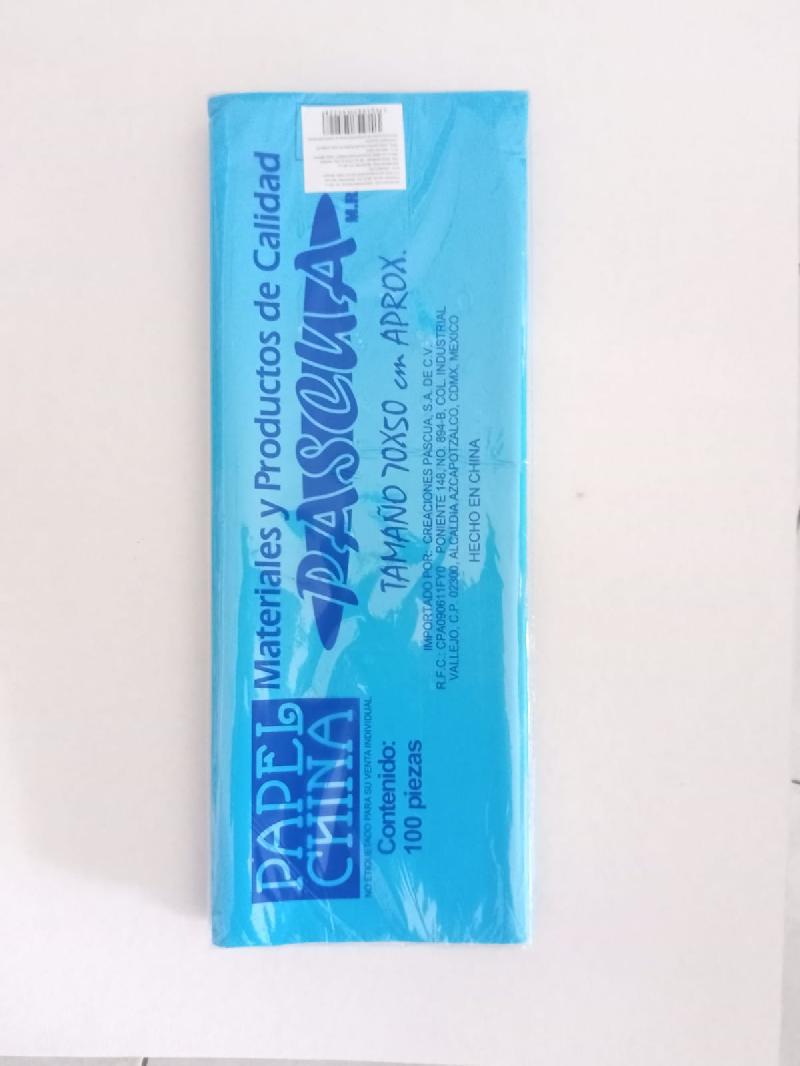 PAPEL
CHINA
NO ETIQUETADO PARA SU VENTA INDIVIDUAL
Contenido:
100 piezas
Materiales y Productos de Calidad
PASCUA
M.R.
TAMAÑO 70X50 cm APROX.
IMPORTADO POR: CREACIONES PASCUA, S.A. DE C.V.
R.F.C.: CPA090611FY0 PONIENTE 148, NO. 894-B, COL. INDUSTRIAL
VALLEJO, C.P. 02300, ALCALDIA AZCAPOTZALCO, CDMX, MEXICO
HECHO EN CHINA